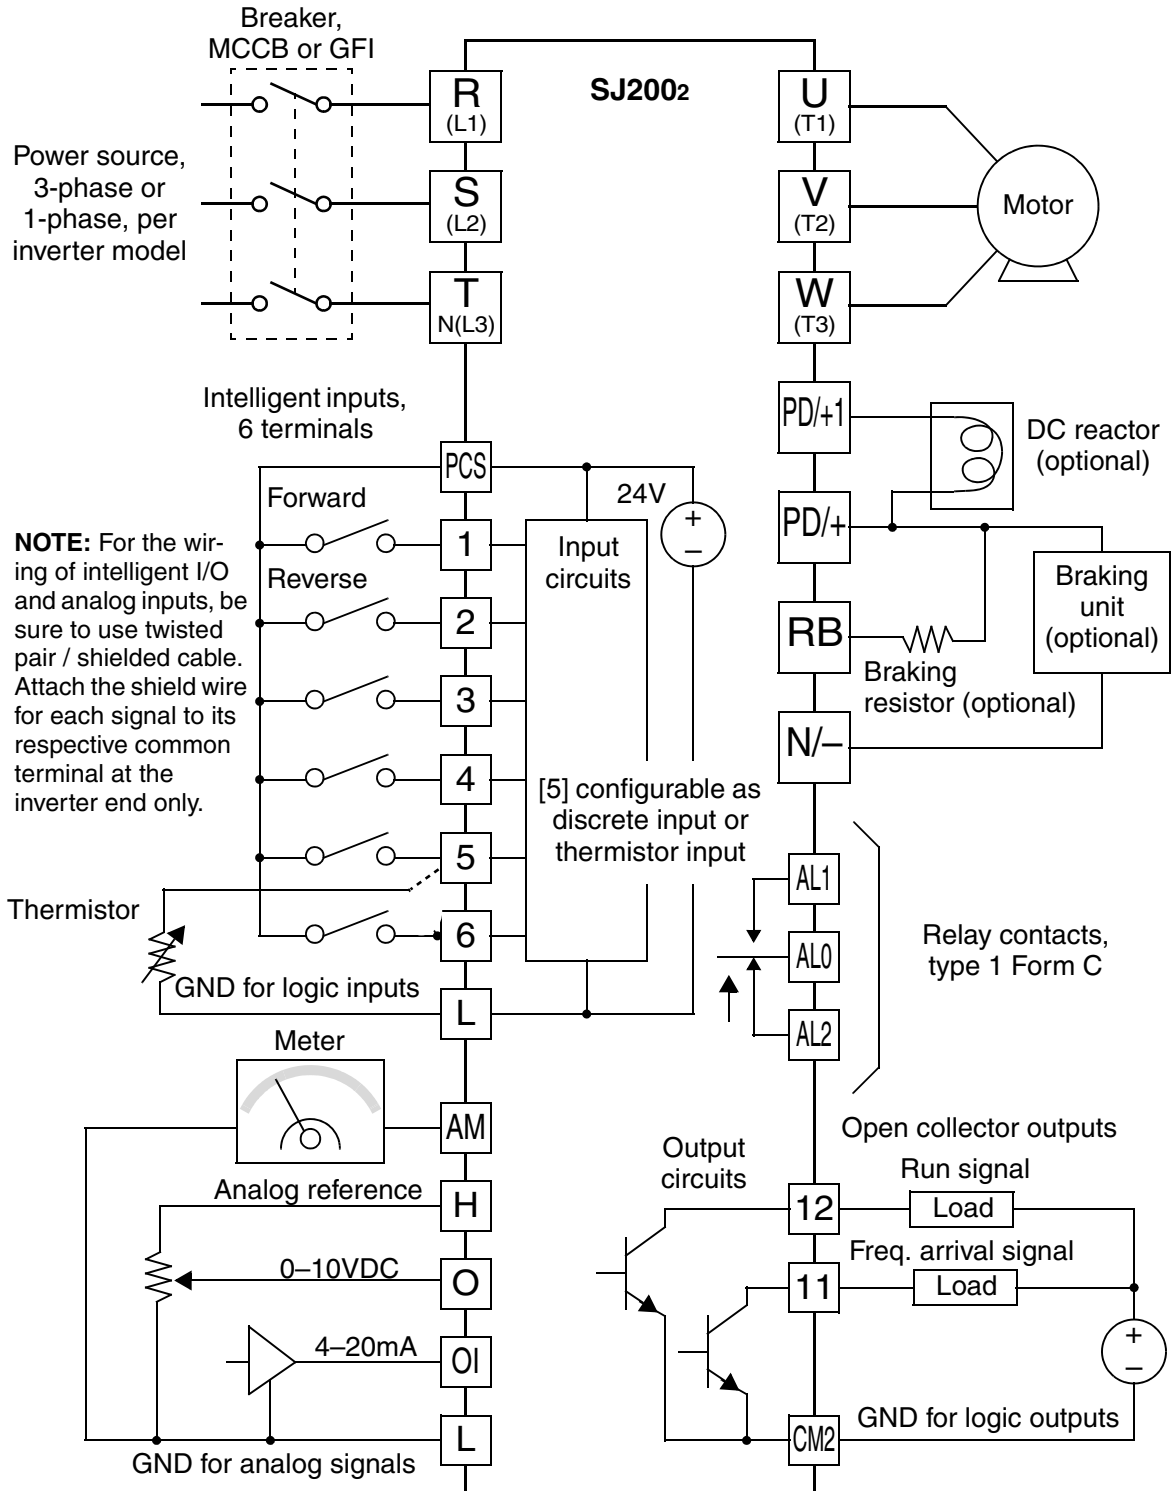 Breaker,
MCCB or GFI
SJ2002
R
(L1)
S
(L2)
T
N(L3)
U
(T1)
V
(T2)
W
(T3)
Motor
Power source,
3-phase or
1-phase, per
inverter model
PD/+1
DC reactor
(optional)
PD/+
Braking
unit
(optional)
RB
Braking
resistor (optional)
N/–
Intelligent inputs,
6 terminals
PCS
24V
+
–
Forward
1
Input
circuits
Reverse
2
3
4
5
6
[5] configurable as
discrete input or
thermistor input
NOTE: For the wir-
ing of intelligent I/O
and analog inputs, be
sure to use twisted
pair / shielded cable.
Attach the shield wire
for each signal to its
respective common
terminal at the
inverter end only.
Thermistor
GND for logic inputs
L
AL1
AL0
AL2
Relay contacts,
type 1 Form C
Meter
AM
Analog reference
H
0–10VDC
O
4–20mA
OI
L
GND for analog signals
Open collector outputs
Output
circuits
Run signal
12
Load
Freq. arrival signal
11
Load
+
–
GND for logic outputs
CM2